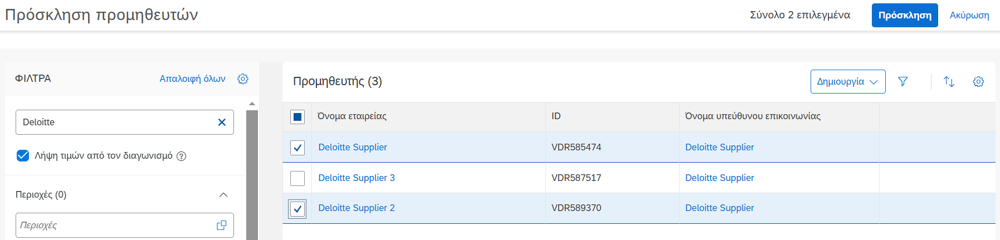 Πρόσκληση προμηθευτών
Σύνολο 2 επιλεγμένα Πρόσκληση Ακύρωση
ΦΙΛΤΡΑ Απαλοιφή όλων
Deloitte
Λήψη τιμών από τον διαγωνισμό ?
Περιοχές (0)
Περιοχές
Προμηθευτής (3) Δημιουργία
Όνομα εταιρείας ID Όνομα υπεύθυνου επικοινωνίας
Deloitte Supplier VDR585474 Deloitte Supplier
Deloitte Supplier 3 VDR587517 Deloitte Supplier
Deloitte Supplier 2 VDR589370 Deloitte Supplier